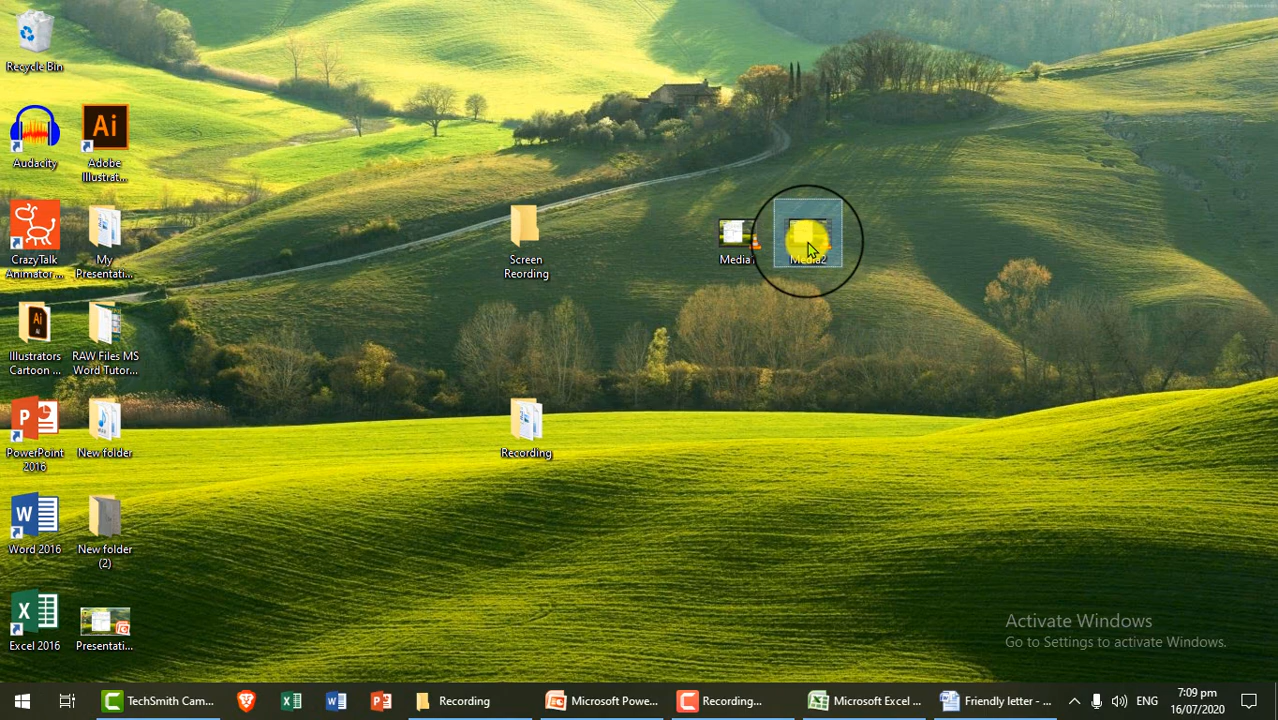 Recycle Bin
Audacity
Ai
Adobe
Illustrat...
CrazyTalk
Animator ...
My
Presentati...
Screen
Reording
Media1
Media2
Ai
Illustrators
Cartoon ...
RAW Files MS
Word Tutor...
P
PowerPoint
2016
New folder
Recording
W
Word 2016
New folder
(2)
X
Excel 2016
Presentati...
Activate Windows
Go to Settings to activate Windows.
TechSmith Cam...
Recording
Microsoft Powe...
Recording...
Microsoft Excel ...
Friendly letter - ...
ENG
7:09 pm
16/07/2020